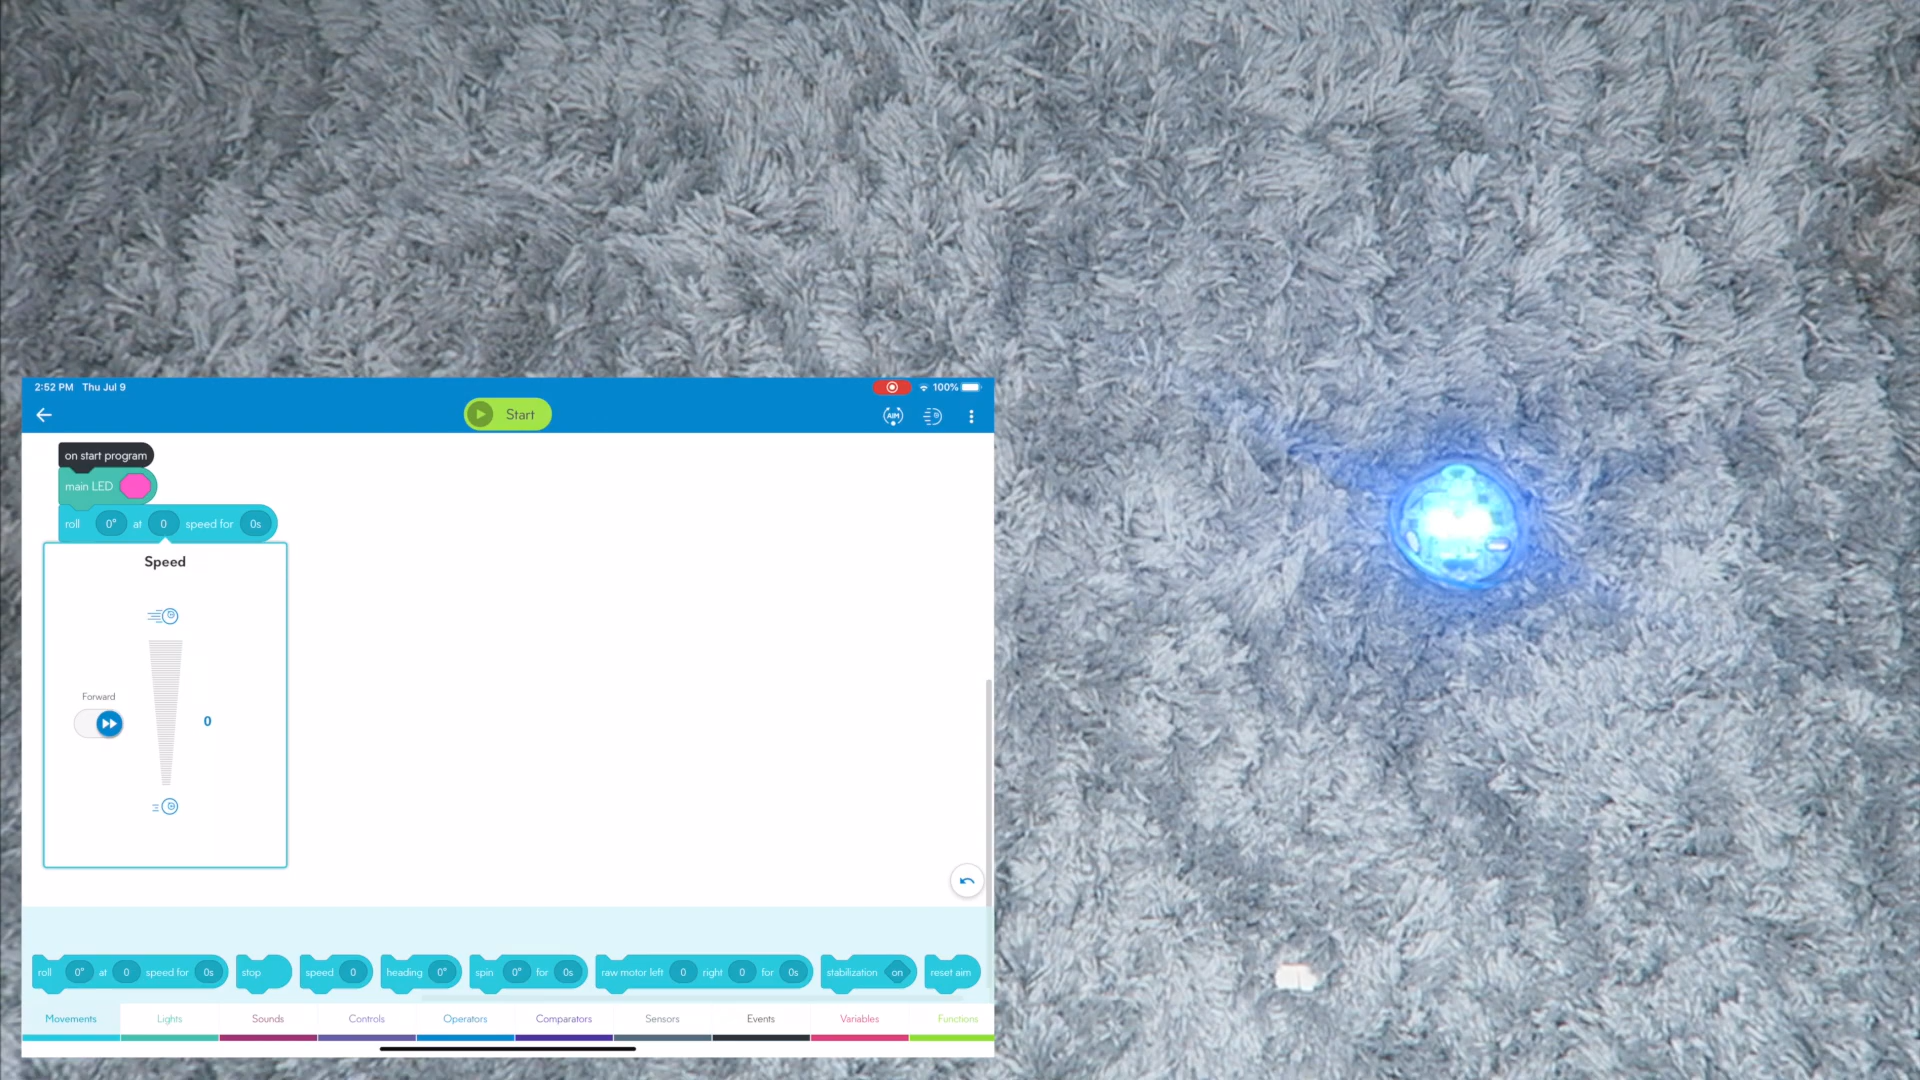 2:52 PM Thu Jul 9
100%
Start
AIM
on start program
main LED
roll 0° at 0 speed for 0s
Speed
Forward
0
roll 0° at 0 speed for 0s
stop
speed 0
heading 0°
spin 0° for 0s
raw motor left 0 right 0 for 0s
stabilization on
reset aim
Movements
Lights
Sounds
Controls
Operators
Comparators
Sensors
Events
Variables
Functions